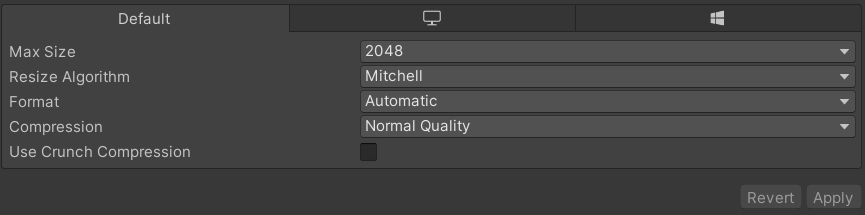 Default
Max Size 2048
Resize Algorithm Mitchell
Format Automatic
Compression Normal Quality
Use Crunch Compression
Revert Apply